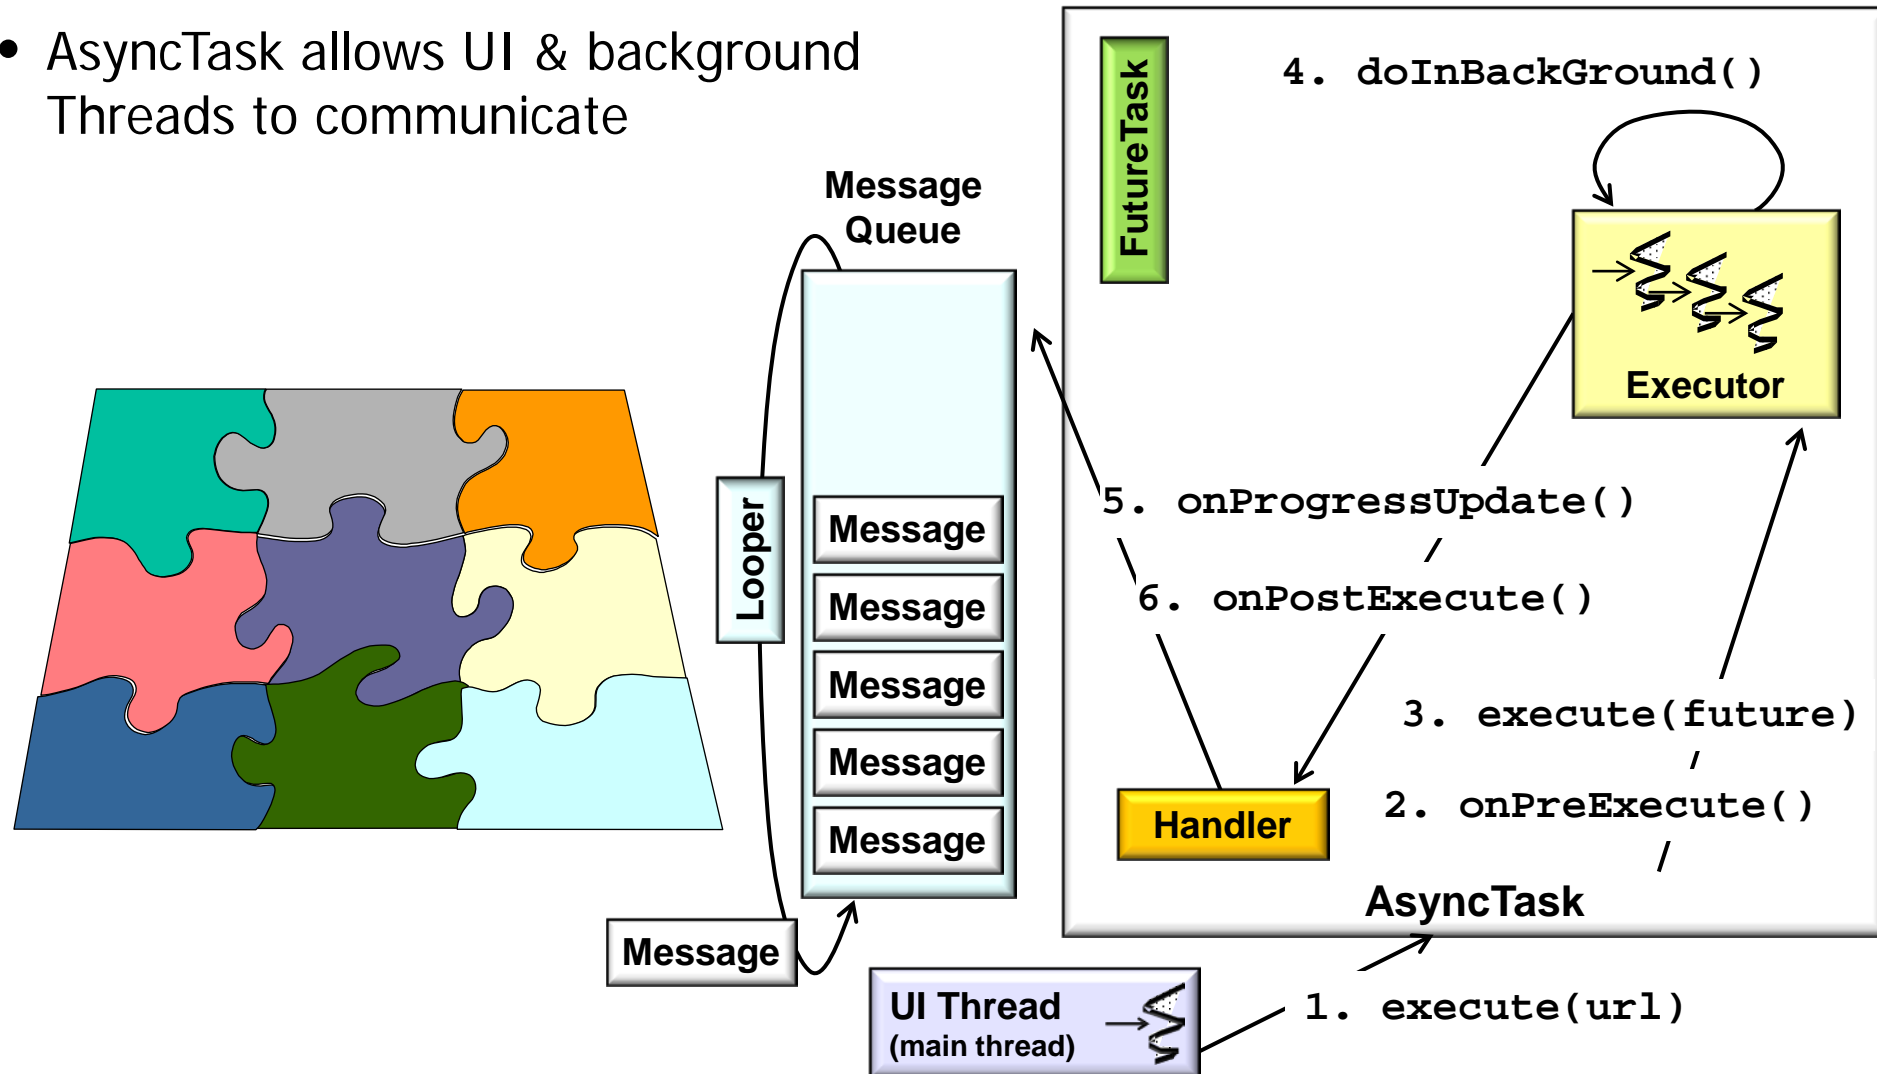 • AsyncTask allows UI & background
Threads to communicate
Message
Queue
Looper
Message
Message
Message
Message
Message
Message
UI Thread
(main thread)
FutureTask
4. doInBackGround()
Executor
5. onProgressUpdate()
6. onPostExecute()
3. execute(future)
2. onPreExecute()
Handler
AsyncTask
1. execute(url)